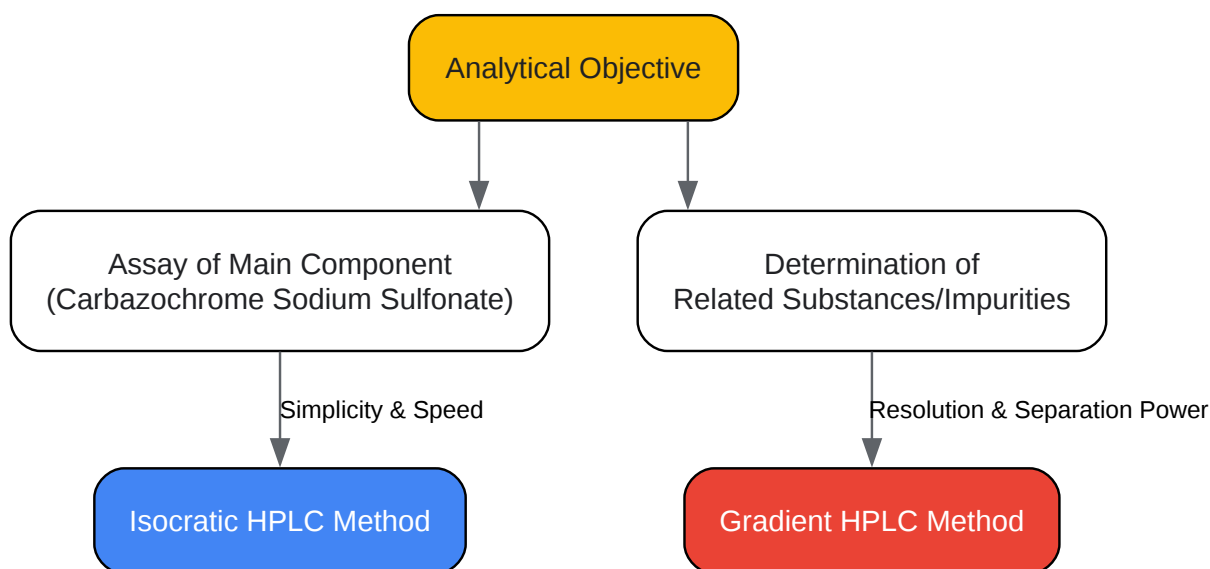 Analytical Objective
Assay of Main Component
(Carbazochrome Sodium Sulfonate)
Determination of
Related Substances/Impurities
Simplicity & Speed
Resolution & Separation Power
Isocratic HPLC Method
Gradient HPLC Method